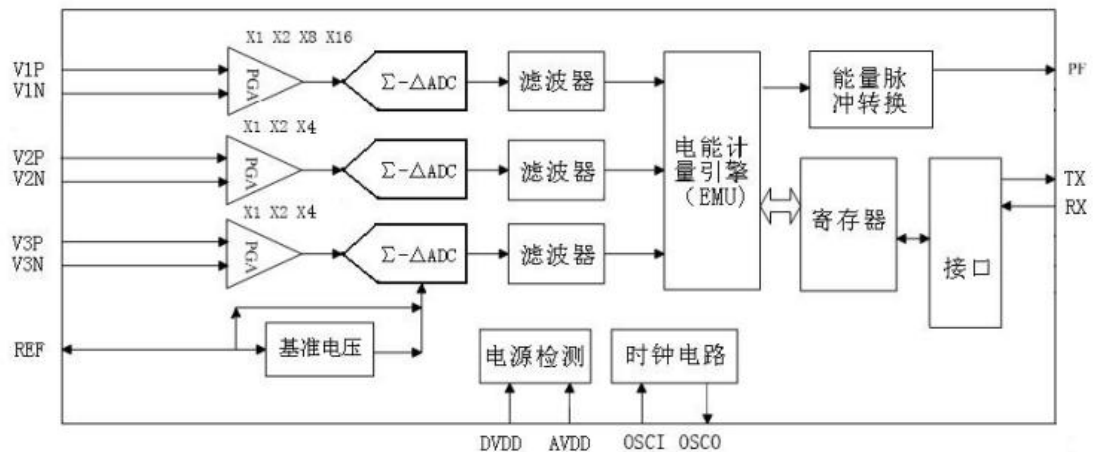 X1 X2 X8 X16
V1P
V1N
PGA
Σ-ΔADC
滤波器
能量脉
冲转换
PF
X1 X2 X4
V2P
V2N
PGA
Σ-ΔADC
滤波器
电能计
量引擎
(EMU)
寄存器
接口
TX
RX
X1 X2 X4
V3P
V3N
PGA
Σ-ΔADC
滤波器
REF
基准电压
电源检测
时钟电路
DVDD
AVDD
OSCI
OSCO